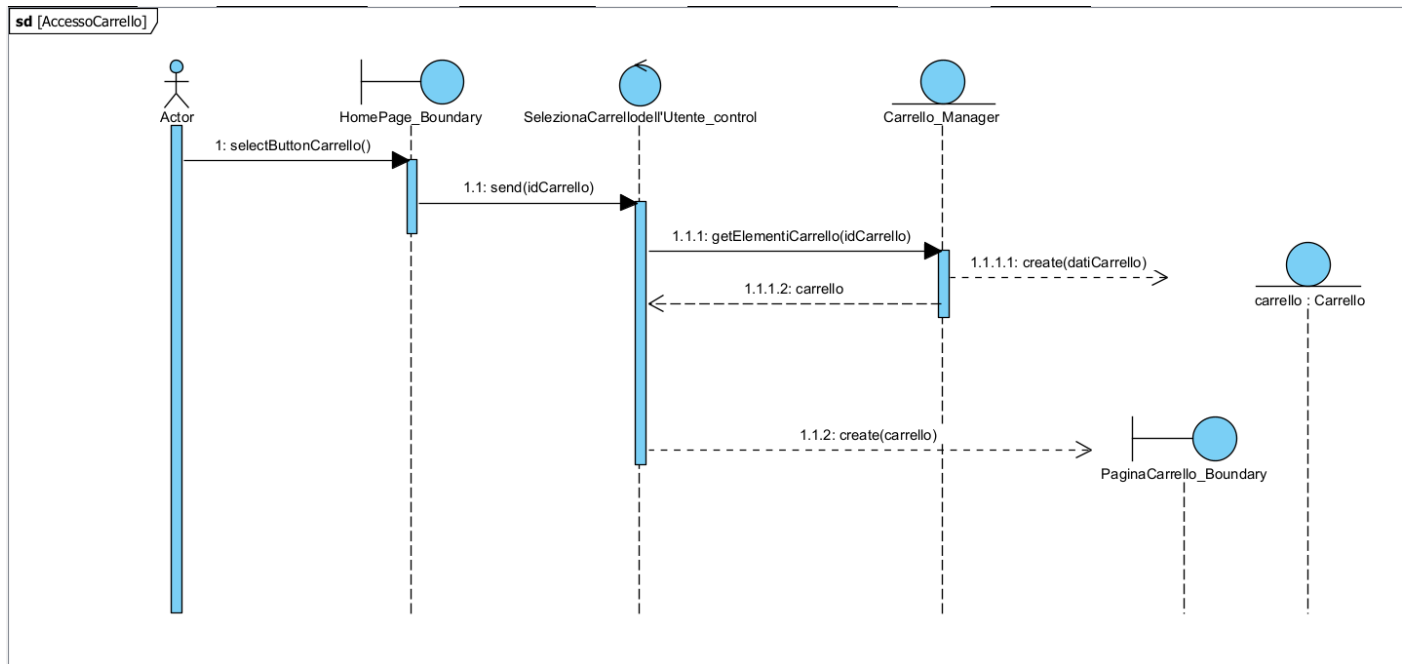 sd [AccessoCarrello]
Actor
HomePage_Boundary
SelezionaCarrellodell'Utente_control
Carrello_Manager
1: selectButtonCarrello()
1.1: send(idCarrello)
1.1.1: getElementiCarrello(idCarrello)
1.1.1.1: create(datiCarrello)
1.1.1.2: carrello
carrello : Carrello
1.1.2: create(carrello)
PaginaCarrello_Boundary